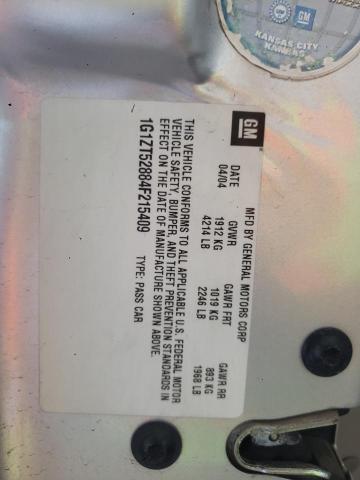 GM
MFD BY GENERAL MOTORS CORP
DATE GVWR GAWR FRT GAWR RR
04/04 1912 KG 1019 KG 893 KG
4214 LB 2246 LB 1968 LB
THIS VEHICLE CONFORMS TO ALL APPLICABLE U.S. FEDERAL MOTOR
VEHICLE SAFETY, BUMPER, AND THEFT PREVENTION STANDARDS IN
EFFECT ON THE DATE OF MANUFACTURE SHOWN ABOVE.
1G1ZT52884F215409 TYPE: PASS CAR
GM
KANSAS CITY
KANSAS